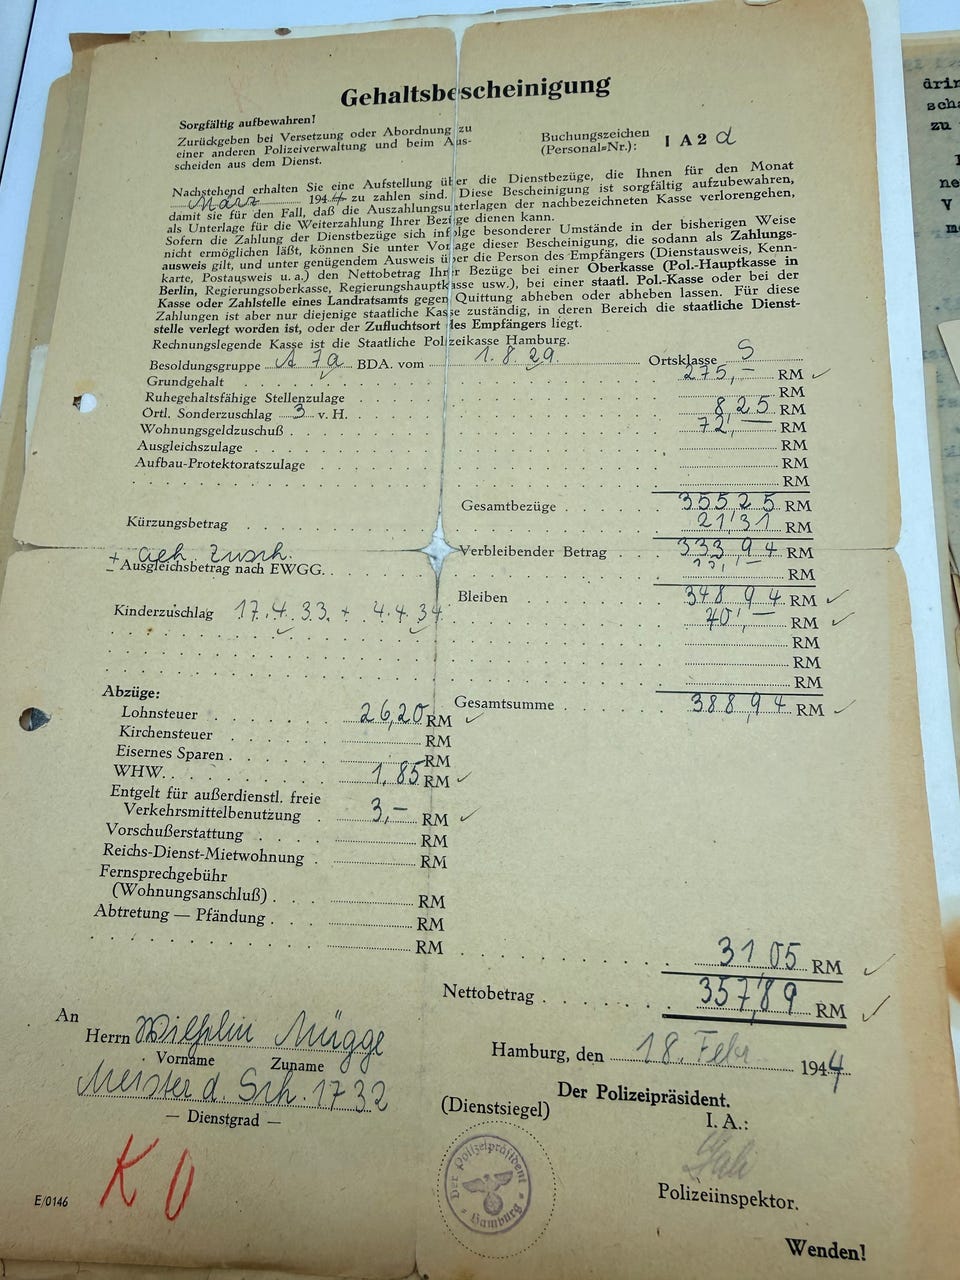 Gehaltsbescheinigung
Sorgfältig aufbewahren!
Zurückgeben bei Versetzung oder Abordnung zu
einer anderen Polizeiverwaltung und beim Aus-
scheiden aus dem Dienst.
Buchungszeichen
(Personal=Nr.): I A 2 d
Nachstehend erhalten Sie eine Aufstellung über die Dienstbezüge, die Ihnen für den Monat
März 1944 zu zahlen sind. Diese Bescheinigung ist sorgfältig aufzubewahren,
damit sie für den Fall, daß die Auszahlungsunterlagen der nachbezeichneten Kasse verlorengehen,
als Unterlage für die Weiterzahlung Ihrer Bezüge dienen kann.
Sofern die Zahlung der Dienstbezüge sich infolge besonderer Umstände in der bisherigen Weise
nicht ermöglichen läßt, können Sie unter Vorlage dieser Bescheinigung, die sodann als Zahlungs-
ausweis gilt, und unter genügendem Ausweis über die Person des Empfängers (Dienstausweis, Kenn-
karte, Postausweis u. a.) den Nettobetrag Ihrer Bezüge bei einer Oberkasse (Pol.-Hauptkasse in
Berlin, Regierungsoberkasse, Regierungshauptkasse usw.), bei einer staatl. Pol.-Kasse oder bei der
Kasse oder Zahlstelle eines Landratsamts gegen Quittung abheben oder abheben lassen. Für diese
Zahlungen ist aber nur diejenige staatliche Kasse zuständig, in deren Bereich die staatliche Dienst-
stelle verlegt worden ist, oder der Zufluchtsort des Empfängers liegt.
Rechnungslegende Kasse ist die Staatliche Polizeikasse Hamburg.
Besoldungsgruppe A 7a BDA. vom 1.8.29. Ortsklasse S
Grundgehalt 275,— RM
Ruhegehaltsfähige Stellenzulage RM
Örtl. Sonderzuschlag 3 v. H. 8,25 RM
Wohnungsgeldzuschuß 72,— RM
Ausgleichszulage RM
Aufbau-Protektoratszulage RM
RM
Gesamtbezüge 355 25 RM
Kürzungsbetrag 21,31 RM
Verbleibender Betrag 333,94 RM
+ Zusch.
± Ausgleichsbetrag nach EWGG. RM
Bleiben 348 94 RM
Kinderzuschlag 17.4.33 + 4.4.34 40,— RM
RM
RM
RM
Gesamtsumme 388,94 RM
Abzüge:
Lohnsteuer 26,20 RM
Kirchensteuer RM
Eisernes Sparen RM
WHW. 1,85 RM
Entgelt für außerdienstl. freie
Verkehrsmittelbenutzung 3,— RM
Vorschußerstattung RM
Reichs-Dienst-Mietwohnung RM
Fernsprechgebühr
(Wohnungsanschluß) RM
Abtretung — Pfändung RM
RM
31,05 RM
Nettobetrag 357,89 RM
An
Herrn Wilhelm Mügge
Vorname Zuname
Meister d. Sch. 1732
— Dienstgrad —
Hamburg, den 18. Febr 1944
Der Polizeipräsident.
(Dienstsiegel) I. A.:
Polizeiinspektor.
Der Polizeipräsident
Hamburg
K O
E/0146
Wenden!